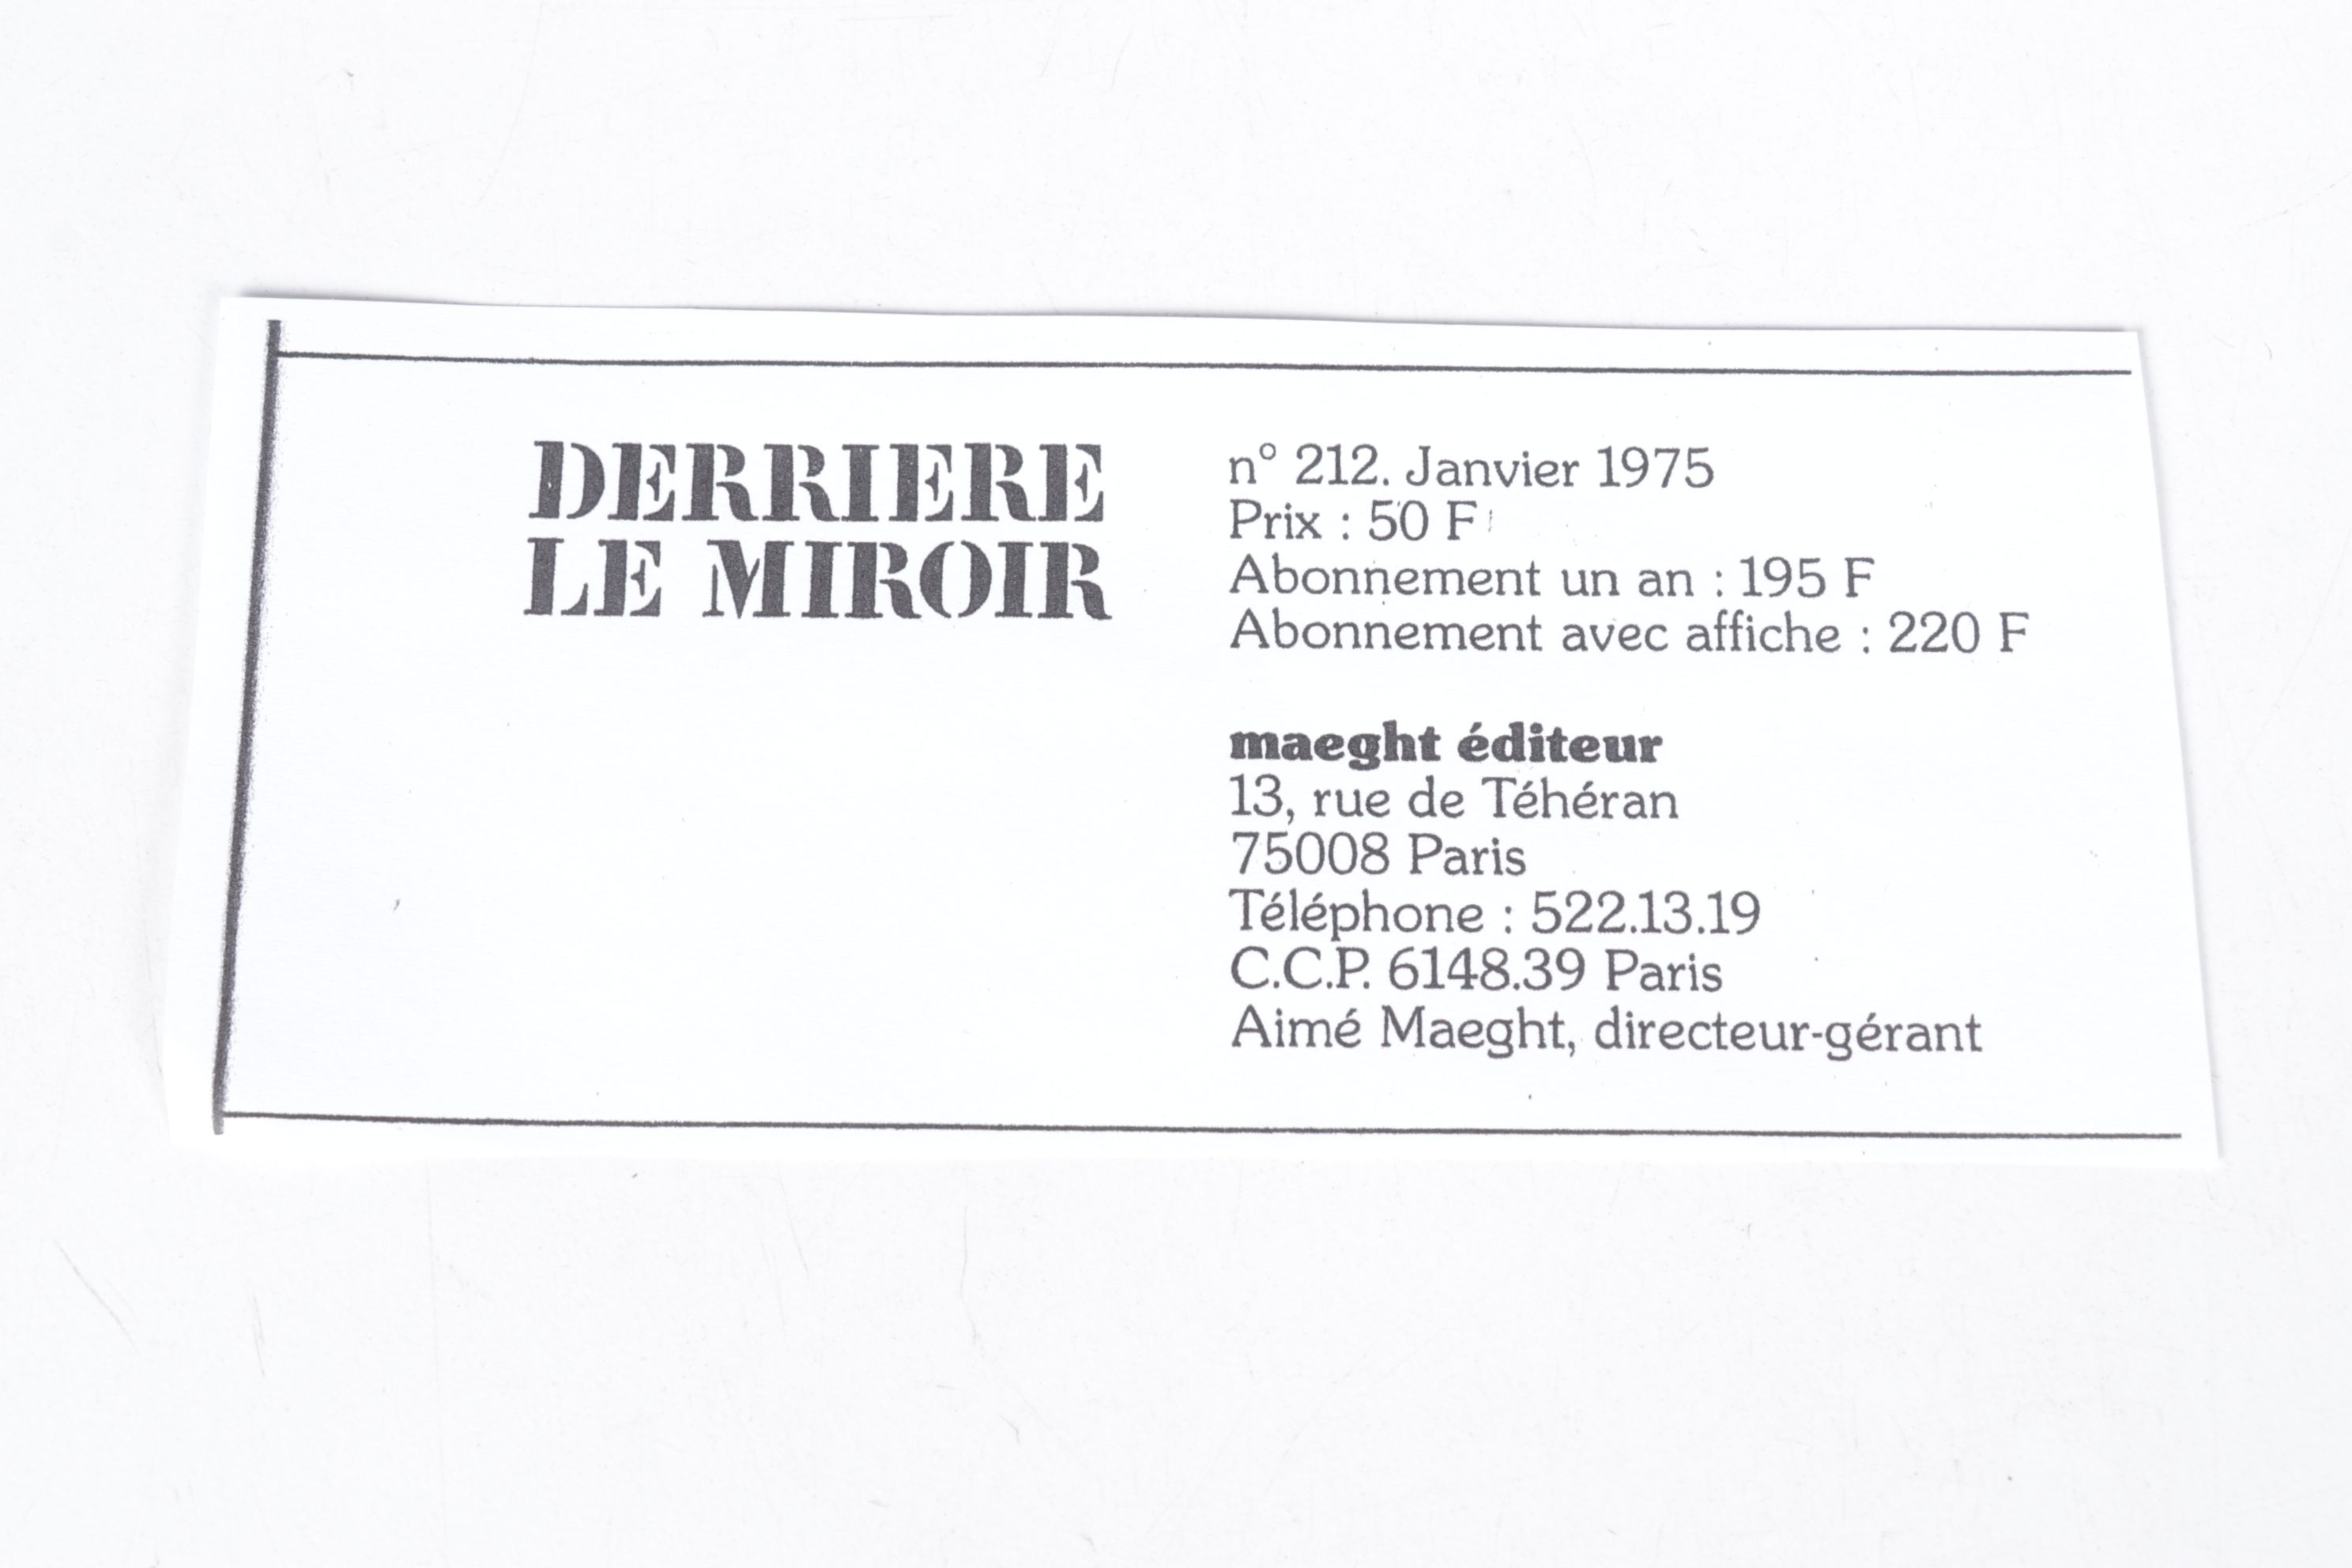 DERRIERE
LE MIROIR
n° 212. Janvier 1975
Prix : 50 F
Abonnement un an : 195 F
Abonnement avec affiche : 220 F
maeght éditeur
13, rue de Téhéran
75008 Paris
Téléphone : 522.13.19
C.C.P. 6148.39 Paris
Aimé Maeght, directeur-gérant